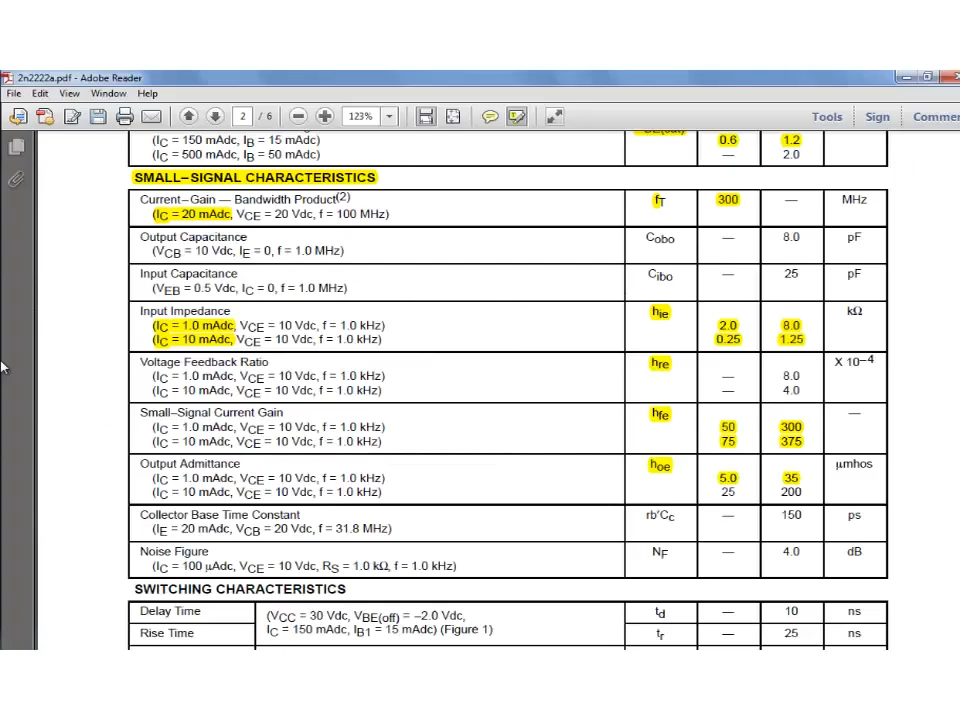 2n2222a.pdf - Adobe Reader
File Edit View Window Help
2 / 6 123% Tools Sign Comment
(IC = 150 mAdc, IB = 15 mAdc) 0.6 1.2
(IC = 500 mAdc, IB = 50 mAdc) — 2.0
SMALL–SIGNAL CHARACTERISTICS
Current–Gain — Bandwidth Product(2) fT 300 — MHz
(IC = 20 mAdc, VCE = 20 Vdc, f = 100 MHz)
Output Capacitance Cobo — 8.0 pF
(VCB = 10 Vdc, IE = 0, f = 1.0 MHz)
Input Capacitance Cibo — 25 pF
(VEB = 0.5 Vdc, IC = 0, f = 1.0 MHz)
Input Impedance hie kΩ
(IC = 1.0 mAdc, VCE = 10 Vdc, f = 1.0 kHz) 2.0 8.0
(IC = 10 mAdc, VCE = 10 Vdc, f = 1.0 kHz) 0.25 1.25
Voltage Feedback Ratio hre X 10–4
(IC = 1.0 mAdc, VCE = 10 Vdc, f = 1.0 kHz) — 8.0
(IC = 10 mAdc, VCE = 10 Vdc, f = 1.0 kHz) — 4.0
Small–Signal Current Gain hfe —
(IC = 1.0 mAdc, VCE = 10 Vdc, f = 1.0 kHz) 50 300
(IC = 10 mAdc, VCE = 10 Vdc, f = 1.0 kHz) 75 375
Output Admittance hoe µmhos
(IC = 1.0 mAdc, VCE = 10 Vdc, f = 1.0 kHz) 5.0 35
(IC = 10 mAdc, VCE = 10 Vdc, f = 1.0 kHz) 25 200
Collector Base Time Constant rb′Cc — 150 ps
(IE = 20 mAdc, VCB = 20 Vdc, f = 31.8 MHz)
Noise Figure NF — 4.0 dB
(IC = 100 µAdc, VCE = 10 Vdc, RS = 1.0 kΩ, f = 1.0 kHz)
SWITCHING CHARACTERISTICS
Delay Time (VCC = 30 Vdc, VBE(off) = –2.0 Vdc, td — 10 ns
Rise Time IC = 150 mAdc, IB1 = 15 mAdc) (Figure 1) tr — 25 ns